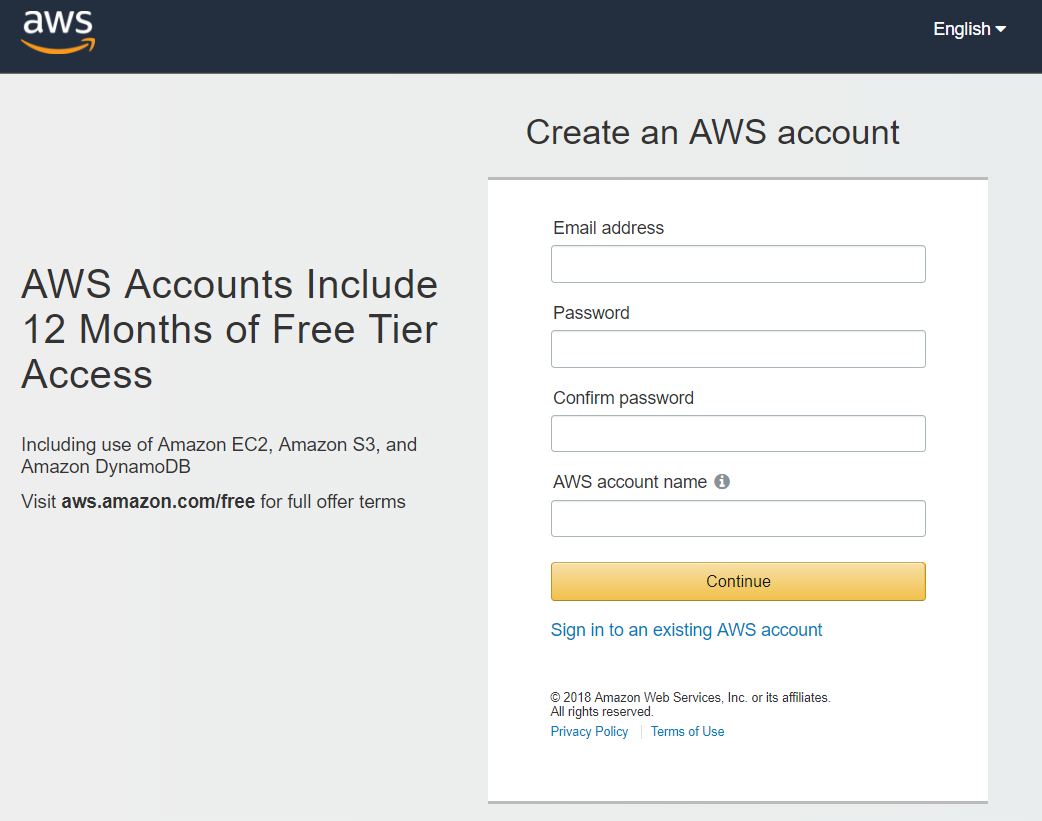 aws
English
Create an AWS account
AWS Accounts Include
12 Months of Free Tier
Access
Including use of Amazon EC2, Amazon S3, and
Amazon DynamoDB
Visit aws.amazon.com/free for full offer terms
Email address
Password
Confirm password
AWS account name
Continue
Sign in to an existing AWS account
© 2018 Amazon Web Services, Inc. or its affiliates.
All rights reserved.
Privacy Policy | Terms of Use